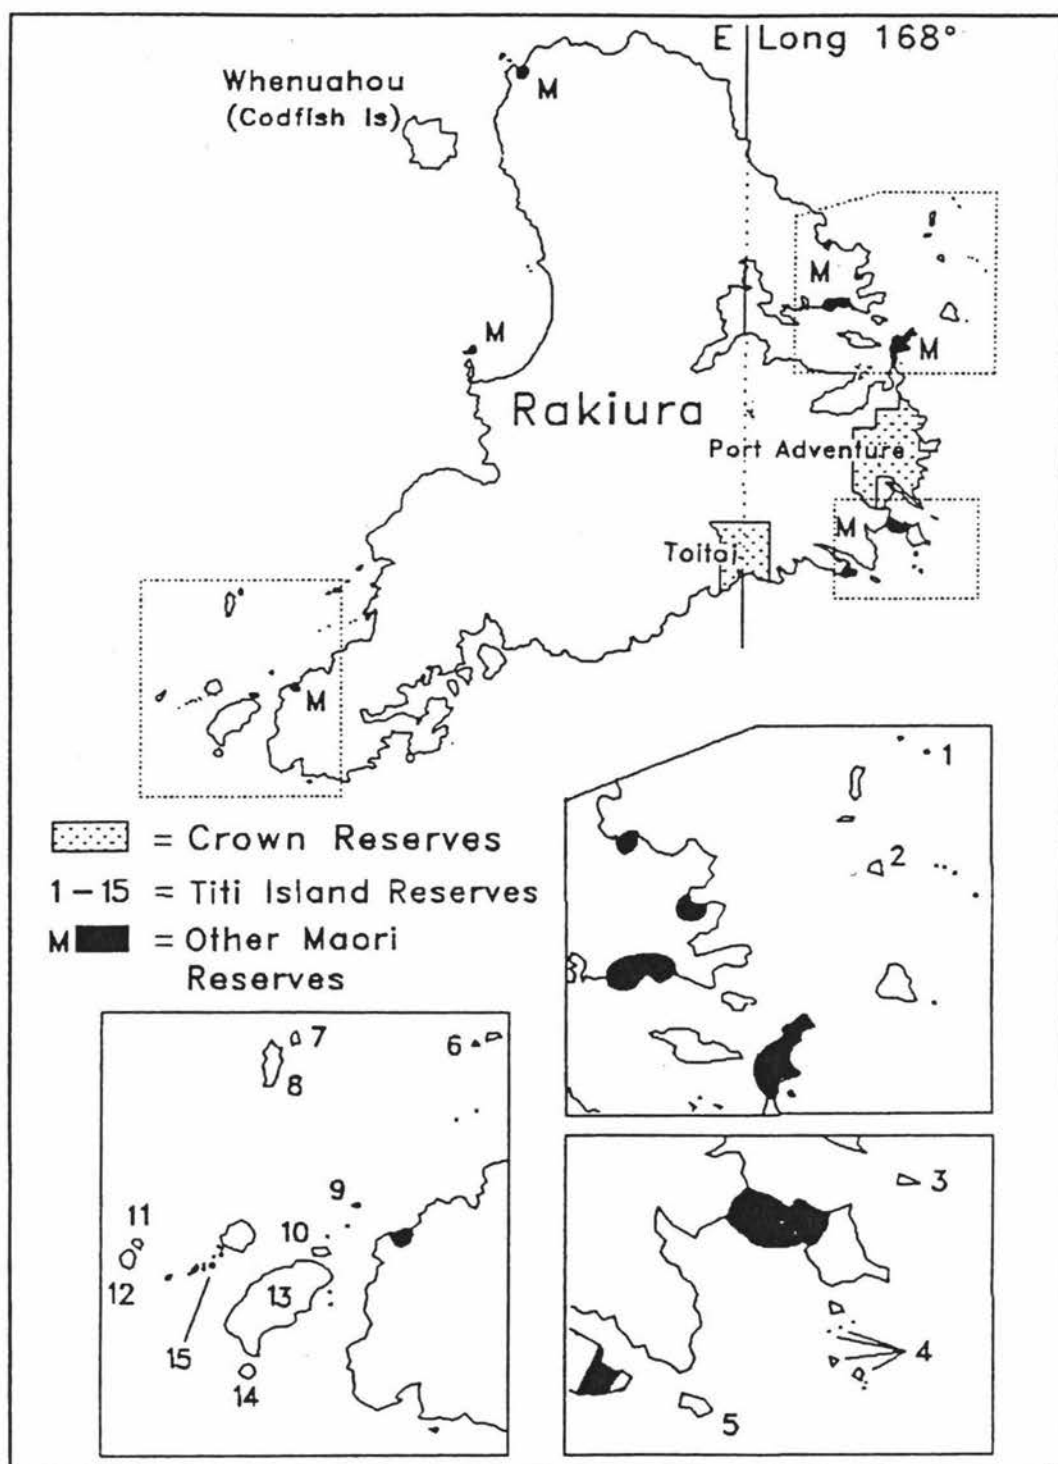 E Long 168°
Whenuahou
(Codfish Is)
M
M
M
M
Rakiura
Port Adventure
M
Toitai
M
= Crown Reserves
1-15 = Titi Island Reserves
M = Other Maori
Reserves
1
2
3
4
5
6
7
8
9
10
11
12
13
14
15